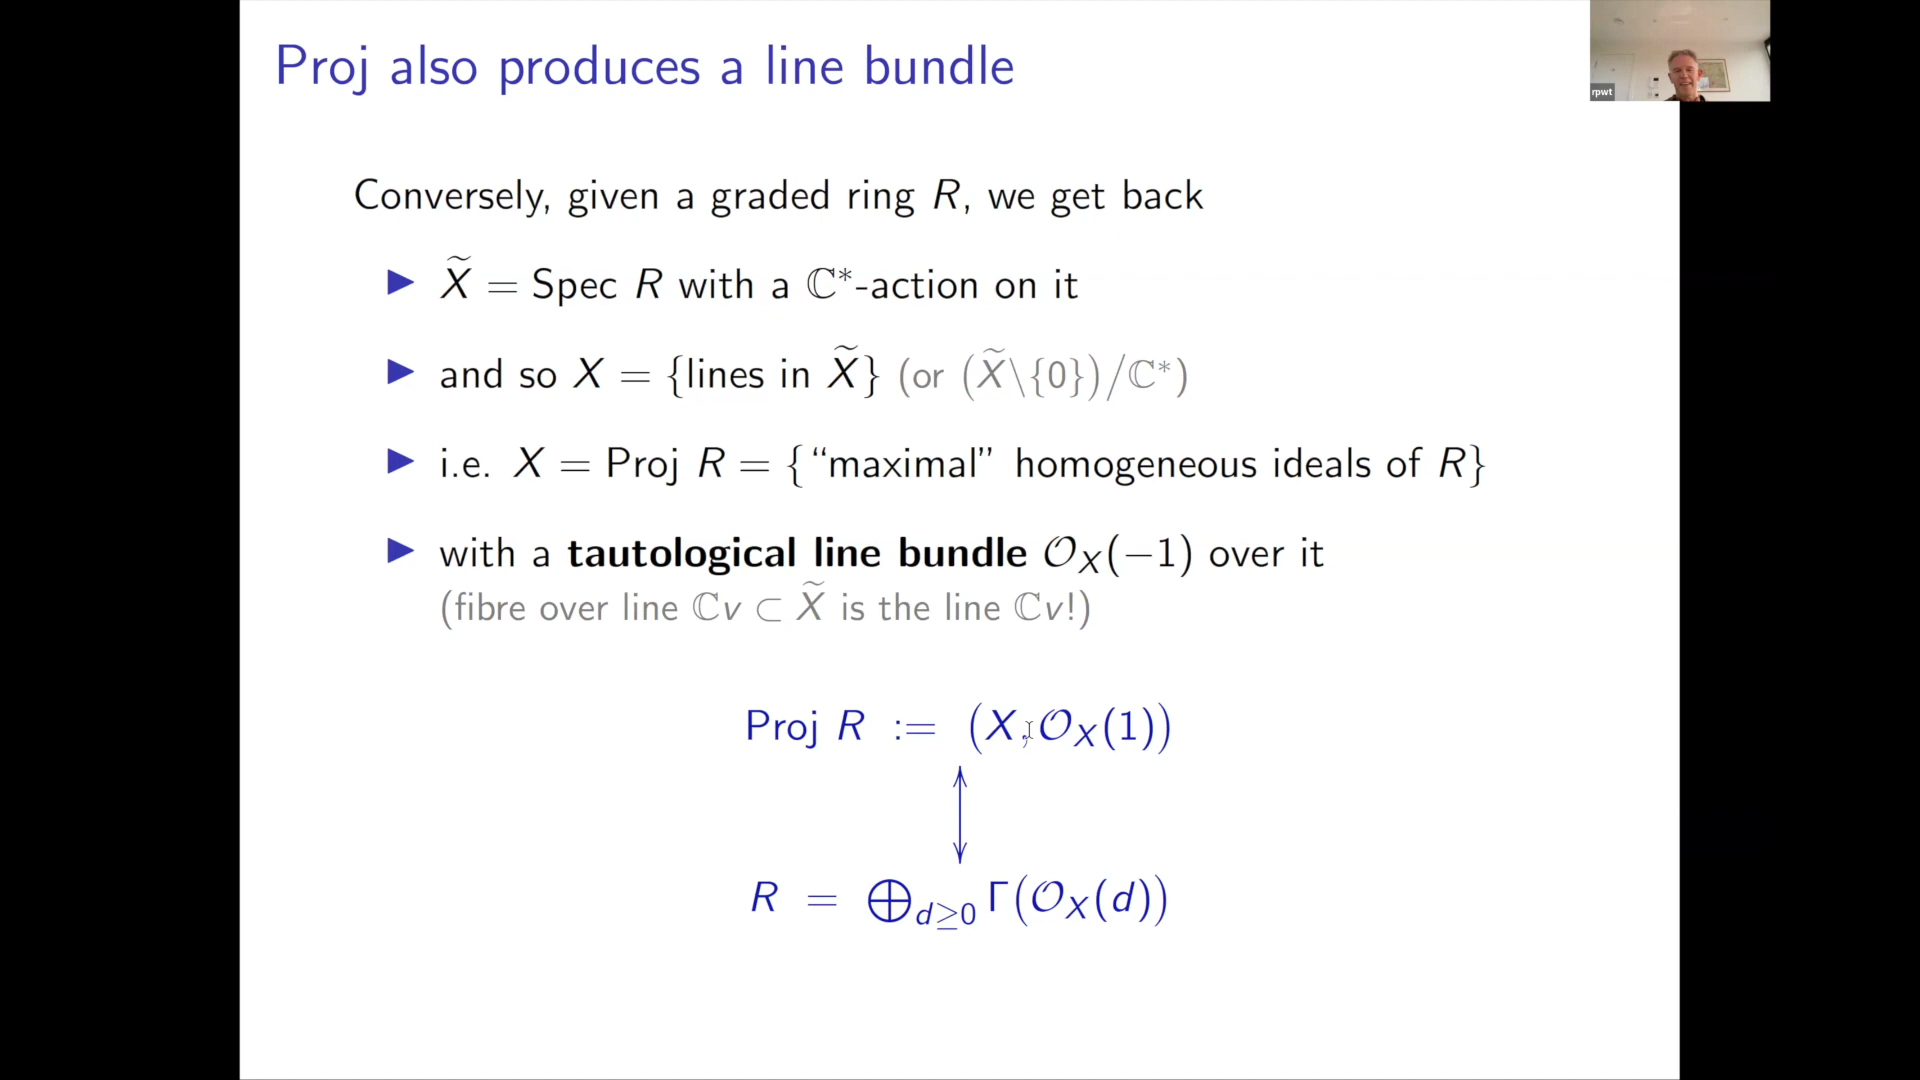 Proj also produces a line bundle
rpwt
Conversely, given a graded ring R, we get back
▶ X̃ = Spec R with a ℂ*-action on it
▶ and so X = {lines in X̃} (or (X̃\{0})/ℂ*)
▶ i.e. X = Proj R = {“maximal” homogeneous ideals of R}
▶ with a tautological line bundle 𝒪_X(−1) over it
(fibre over line ℂv ⊂ X̃ is the line ℂv!)
Proj R := (X, 𝒪_X(1))
R = ⊕_{d≥0} Γ(𝒪_X(d))